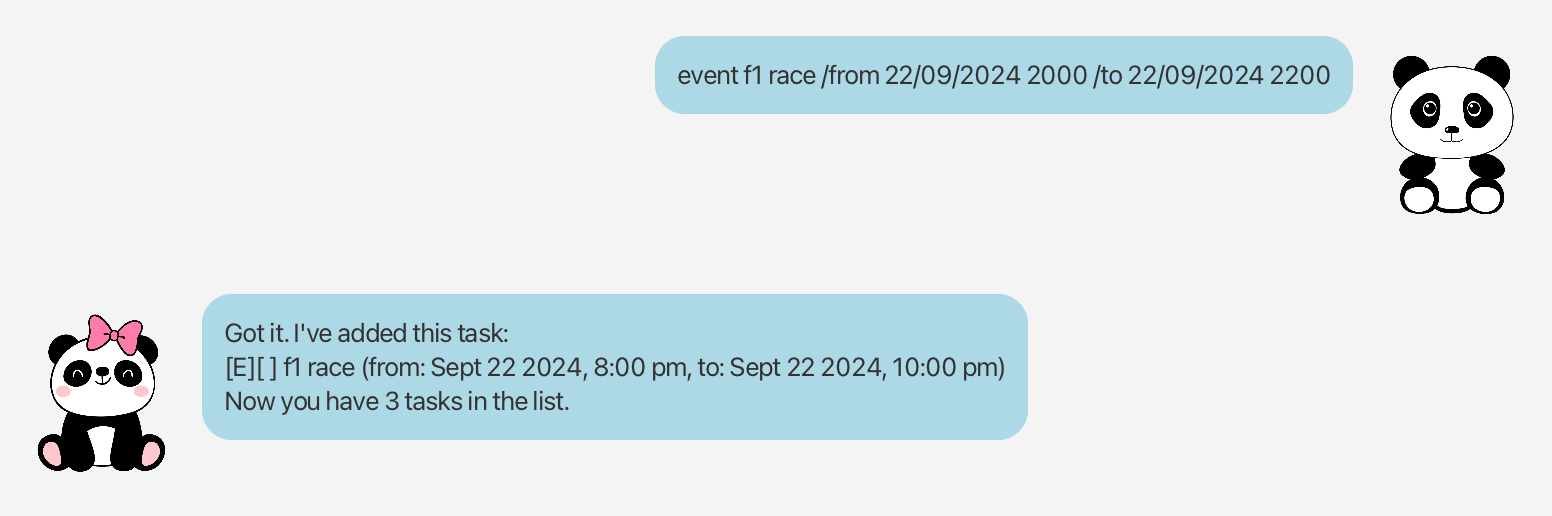 event f1 race /from 22/09/2024 2000 /to 22/09/2024 2200
Got it. I've added this task:
[E][ ] f1 race (from: Sept 22 2024, 8:00 pm, to: Sept 22 2024, 10:00 pm)
Now you have 3 tasks in the list.